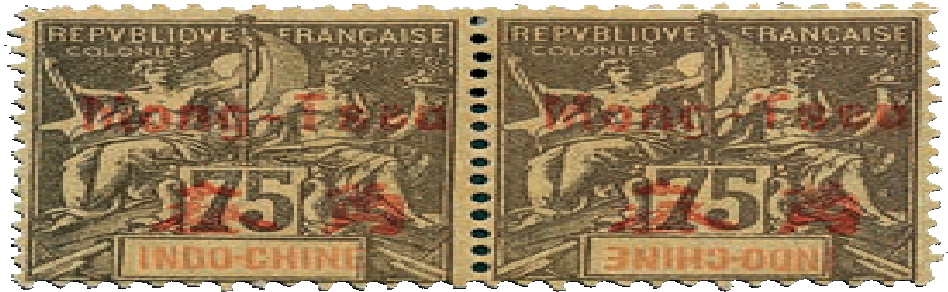 REPVBLIQVE FRANÇAISE
COLONIES POSTES
Mong-Tseu
75
INDO-CHINE
REPVBLIQVE FRANÇAISE
COLONIES POSTES
Mong-Tseu
75
INDO-CHINE